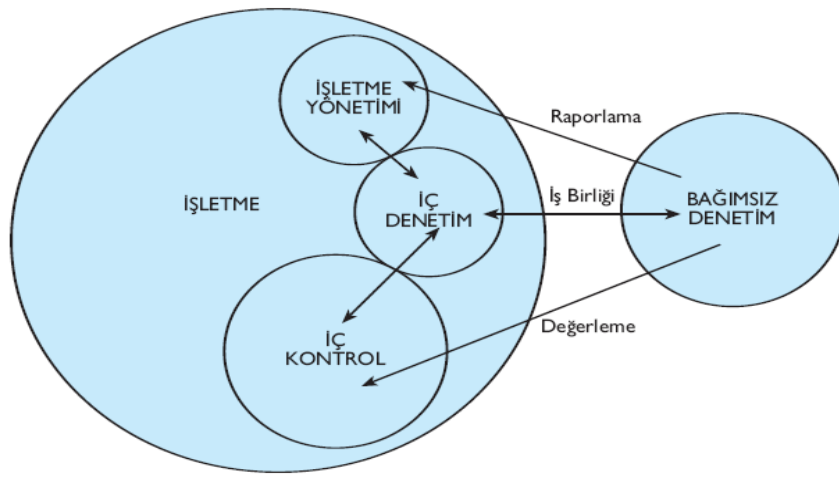 İŞLETME
YÖNETİMİ
Raporlama
İŞLETME
İÇ
DENETİM
İş Birliği
BAĞIMSIZ
DENETİM
İÇ
KONTROL
Değerleme